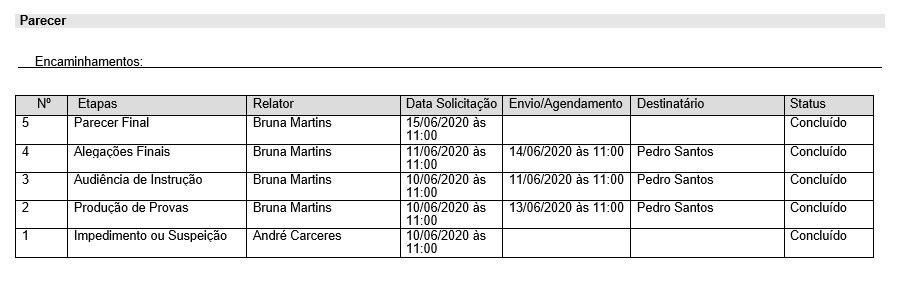 Parecer
Encaminhamentos:
Nº Etapas Relator Data Solicitação Envio/Agendamento Destinatário Status
5 Parecer Final Bruna Martins 15/06/2020 às Concluído
11:00
4 Alegações Finais Bruna Martins 11/06/2020 às 14/06/2020 às 11:00 Pedro Santos Concluído
11:00
3 Audiência de Instrução Bruna Martins 10/06/2020 às 11/06/2020 às 11:00 Pedro Santos Concluído
11:00
2 Produção de Provas Bruna Martins 10/06/2020 às 13/06/2020 às 11:00 Pedro Santos Concluído
11:00
1 Impedimento ou Suspeição André Carceres 10/06/2020 às Concluído
11:00